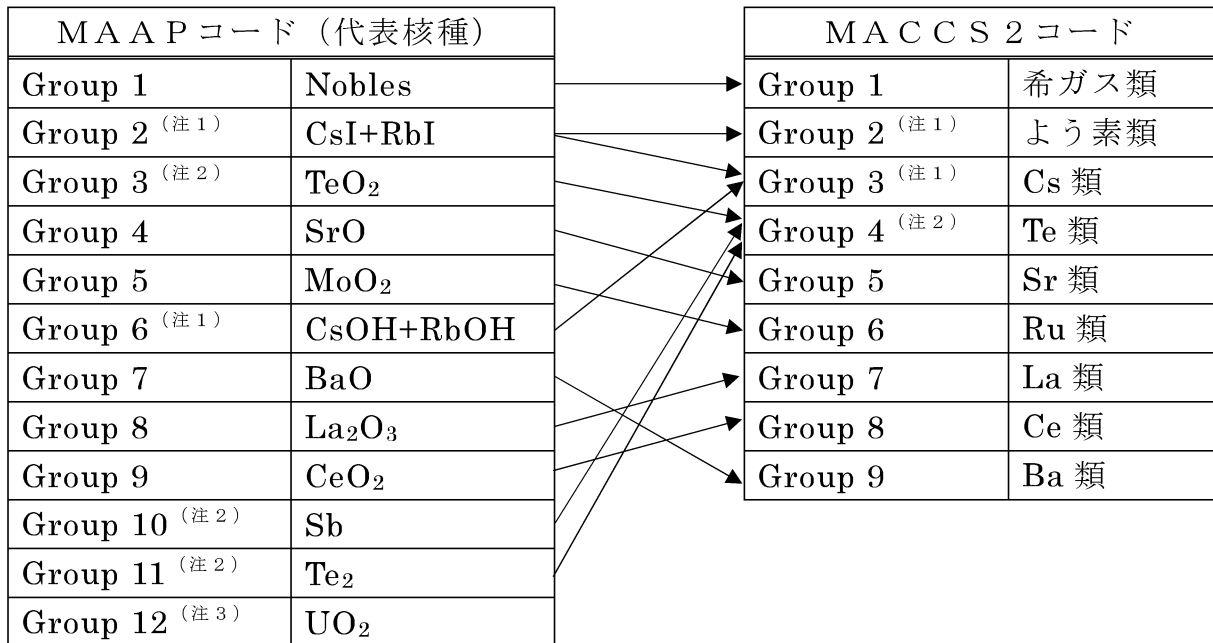 ＭＡＡＰコード（代表核種）
Group 1 Nobles
Group 2（注１） CsI+RbI
Group 3（注２） TeO₂
Group 4 SrO
Group 5 MoO₂
Group 6（注１） CsOH+RbOH
Group 7 BaO
Group 8 La₂O₃
Group 9 CeO₂
Group 10（注２） Sb
Group 11（注２） Te₂
Group 12（注３） UO₂
ＭＡＣＣＳ２コード
Group 1 希ガス類
Group 2（注１） よう素類
Group 3（注１） Cs 類
Group 4（注２） Te 類
Group 5 Sr 類
Group 6 Ru 類
Group 7 La 類
Group 8 Ce 類
Group 9 Ba 類